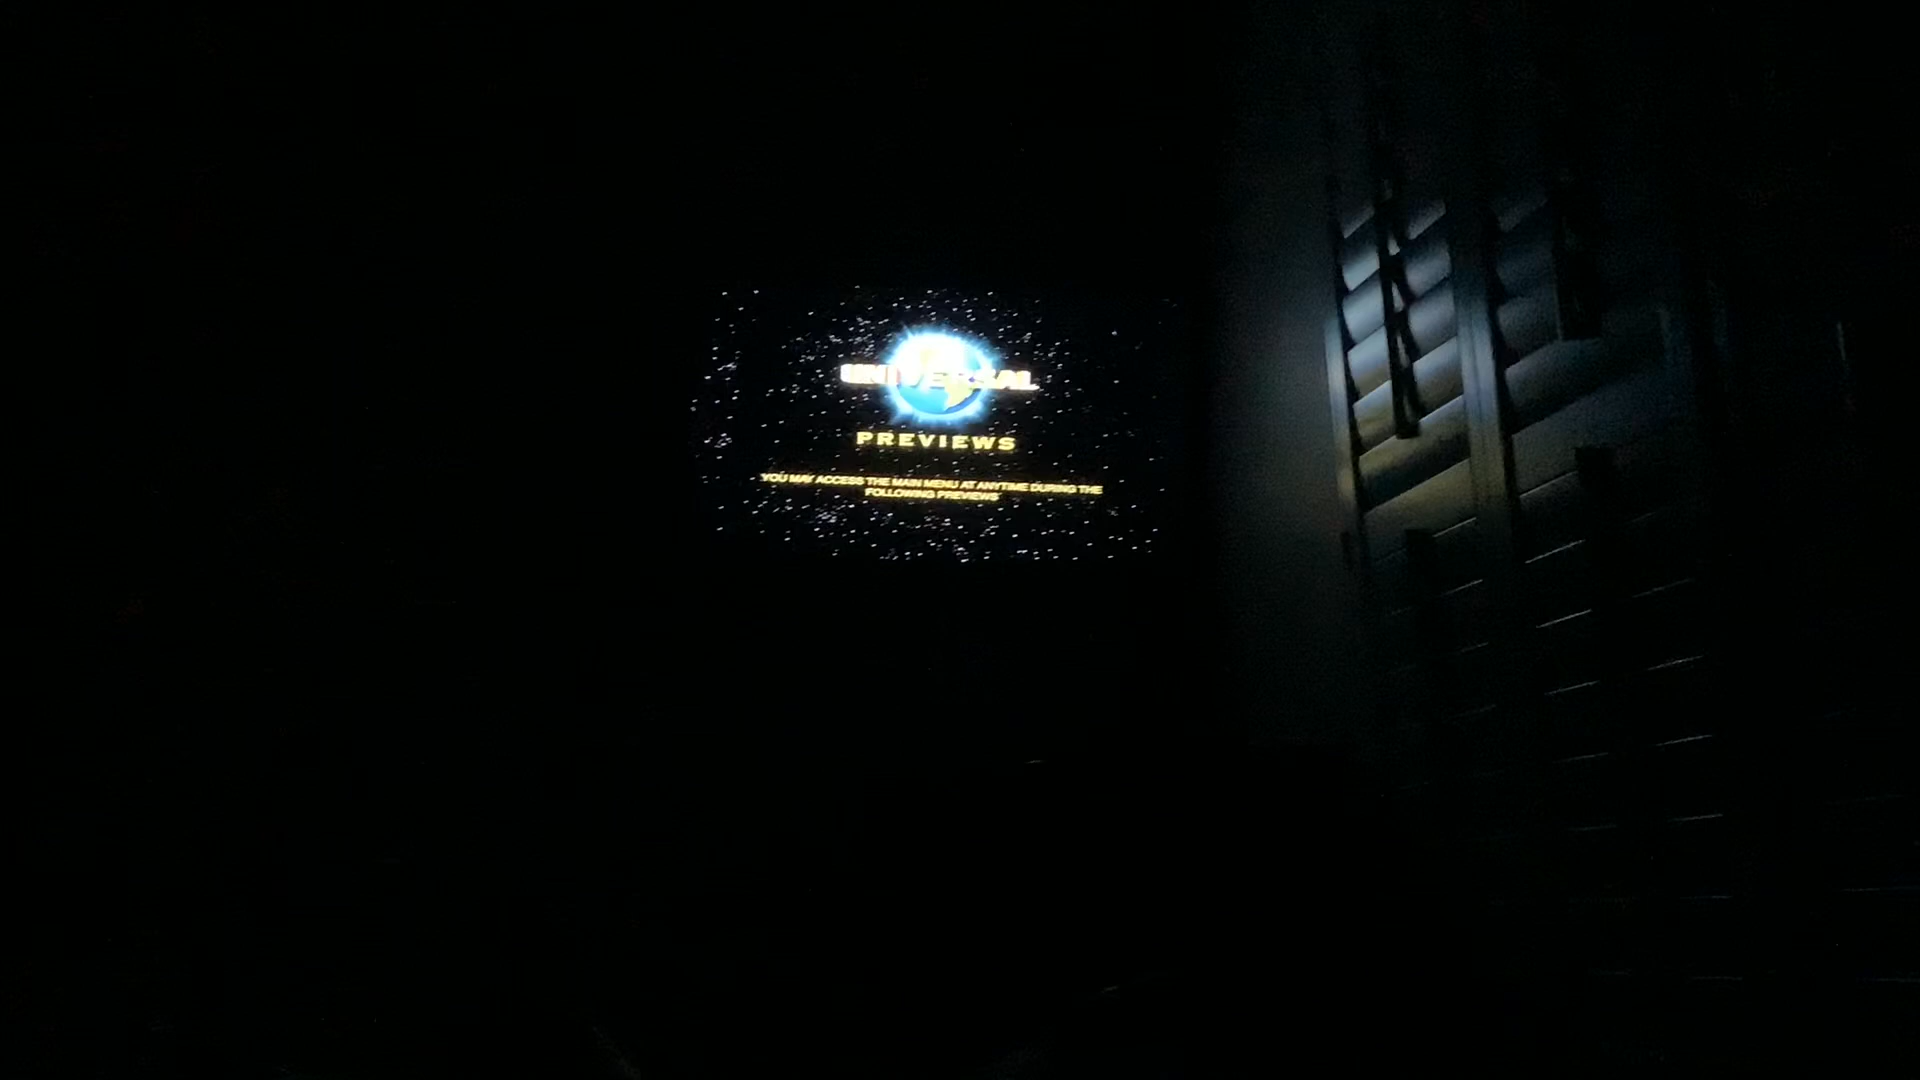 UNIVERSAL
PREVIEWS
YOU MAY ACCESS THE MAIN MENU AT ANYTIME DURING THE
FOLLOWING PREVIEWS